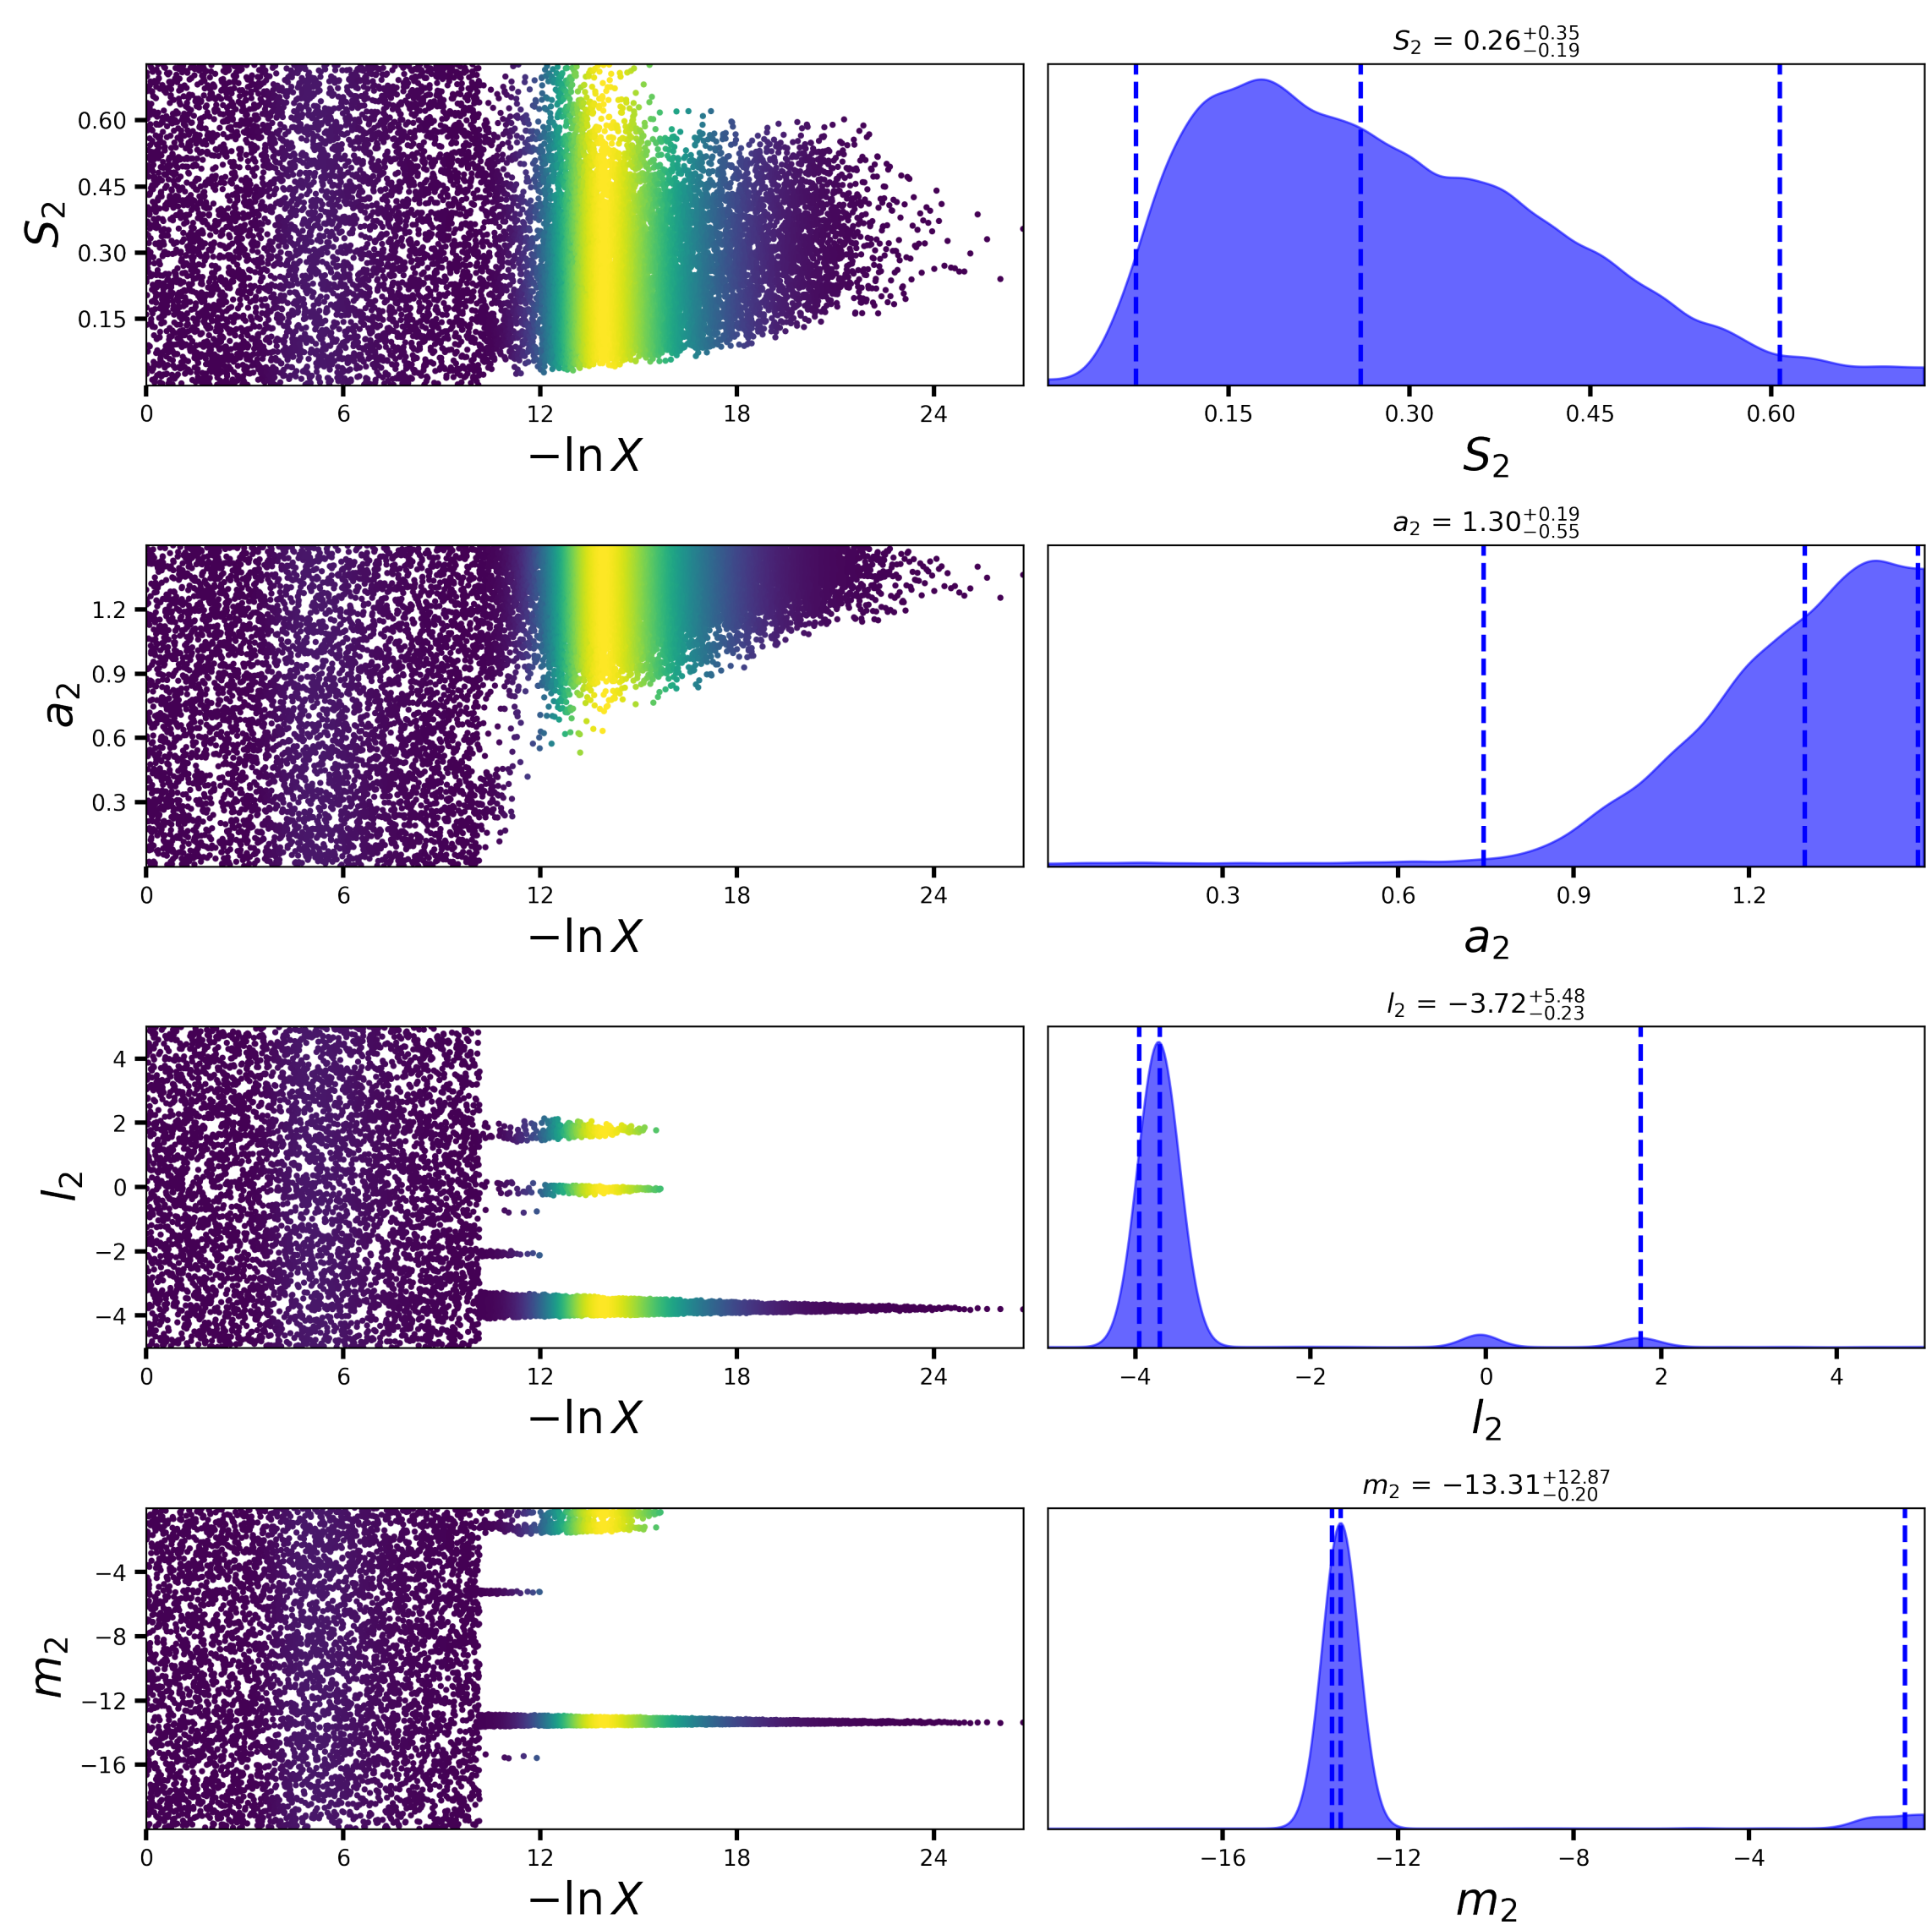 S₂ = 0.26 +0.35 −0.19
0.60
0.45
0.30
0.15
S₂
0 6 12 18 24
−ln X
0.15 0.30 0.45 0.60
S₂
a₂ = 1.30 +0.19 −0.55
1.2
0.9
0.6
0.3
a₂
0 6 12 18 24
−ln X
0.3 0.6 0.9 1.2
a₂
l₂ = −3.72 +5.48 −0.23
4
2
0
−2
−4
l₂
0 6 12 18 24
−ln X
−4 −2 0 2 4
l₂
m₂ = −13.31 +12.87 −0.20
−4
−8
−12
−16
m₂
0 6 12 18 24
−ln X
−16 −12 −8 −4
m₂